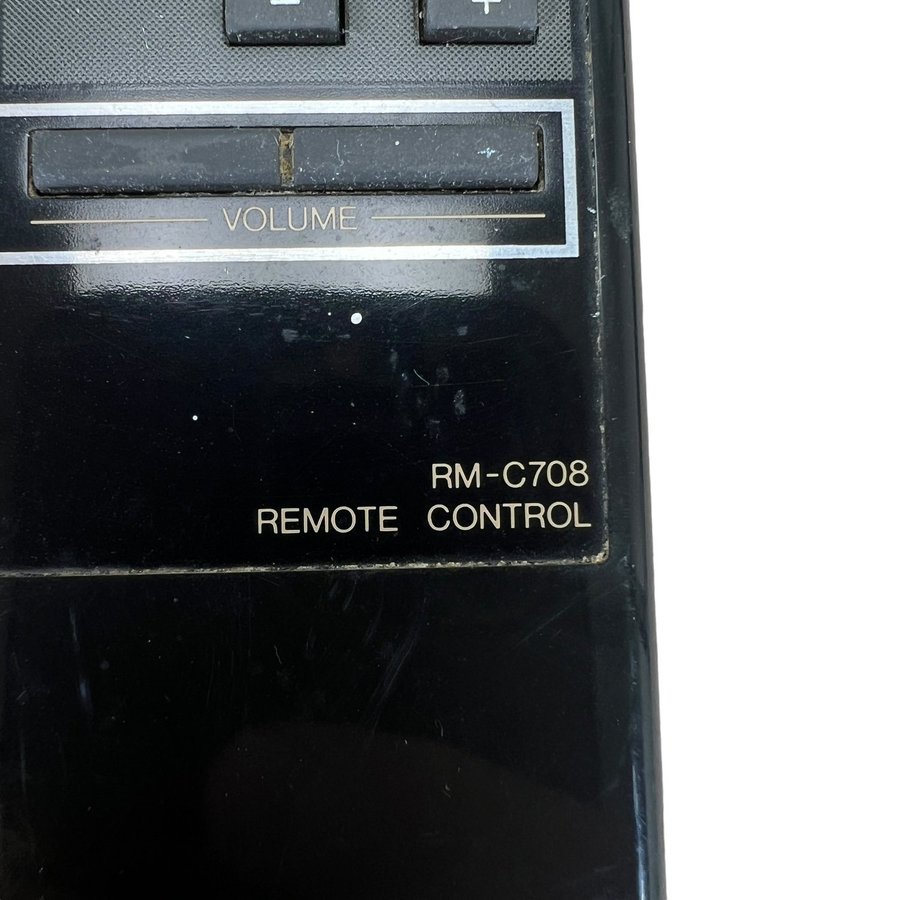 - +
VOLUME
RM-C708
REMOTE CONTROL